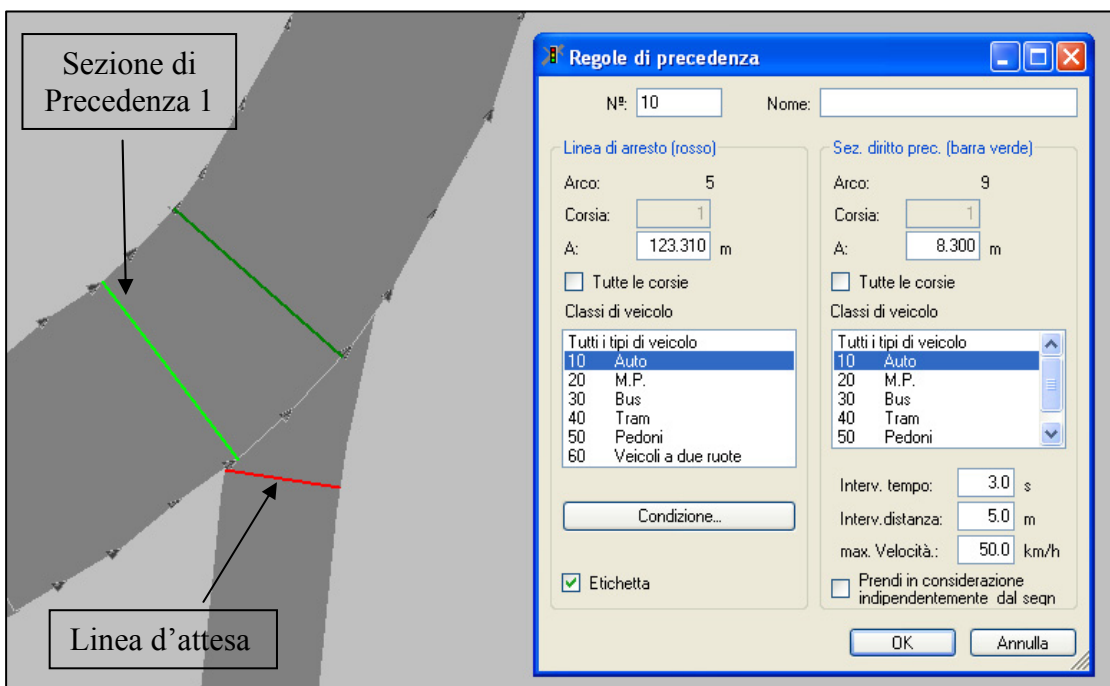 Sezione di
Precedenza 1
Linea d'attesa
Regole di precedenza
Nº: 10 Nome:
Linea di arresto (rosso)
Arco: 5
Corsia: 1
A: 123.310 m
Tutte le corsie
Classi di veicolo
Tutti i tipi di veicolo
10 Auto
20 M.P.
30 Bus
40 Tram
50 Pedoni
60 Veicoli a due ruote
Condizione...
Etichetta
Sez. diritto prec. (barra verde)
Arco: 9
Corsia: 1
A: 8.300 m
Tutte le corsie
Classi di veicolo
Tutti i tipi di veicolo
10 Auto
20 M.P.
30 Bus
40 Tram
50 Pedoni
Interv. tempo: 3.0 s
Interv.distanza: 5.0 m
max. Velocità.: 50.0 km/h
Prendi in considerazione
indipendentemente dal segn
OK Annulla